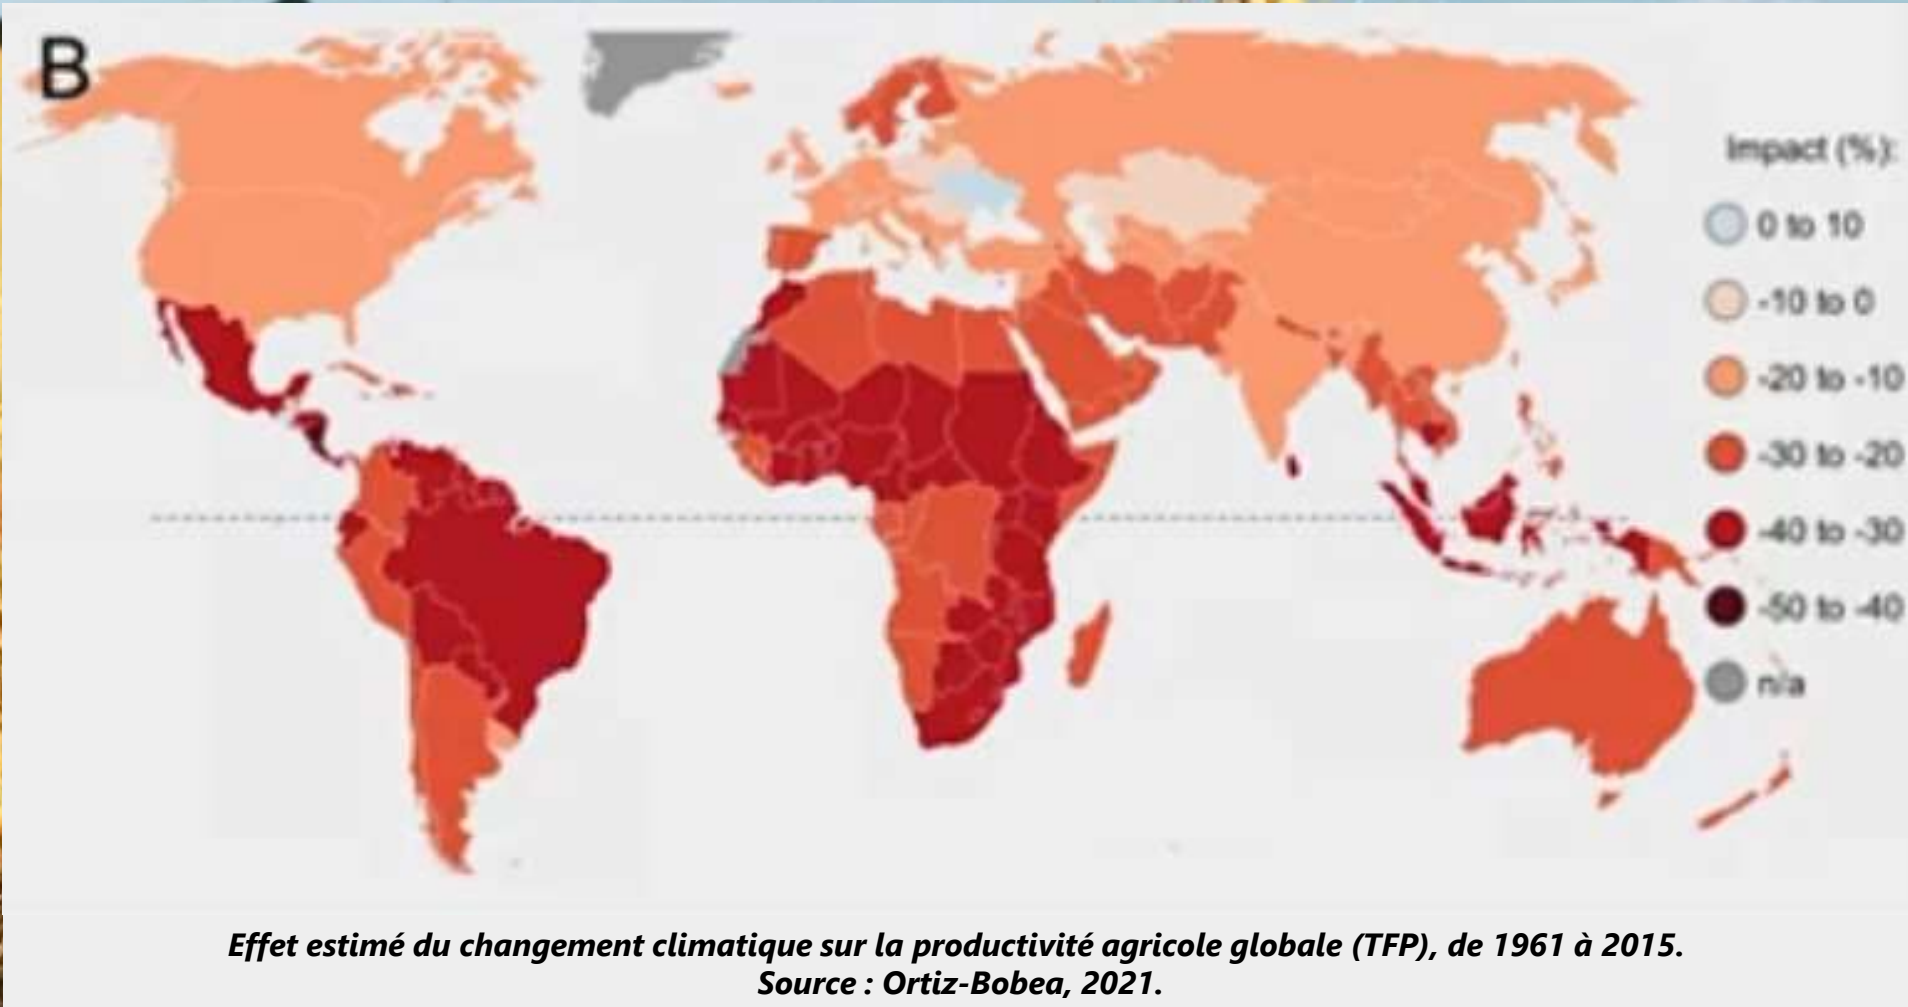 B
Impact (%):
0 to 10
-10 to 0
-20 to -10
-30 to -20
-40 to -30
-50 to -40
n/a
Effet estimé du changement climatique sur la productivité agricole globale (TFP), de 1961 à 2015.
Source : Ortiz-Bobea, 2021.